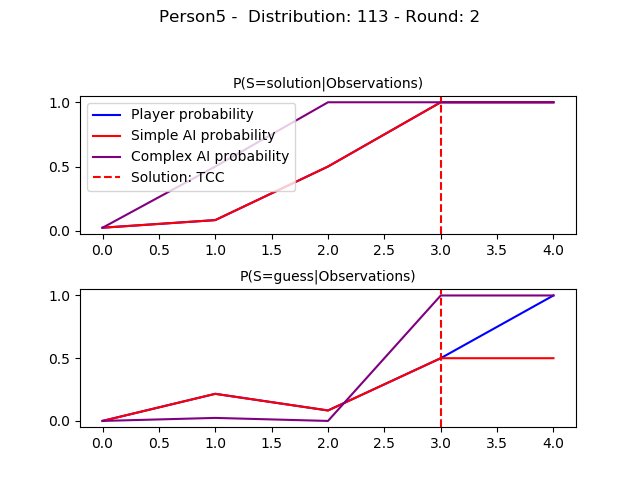 Person5 -  Distribution: 113 - Round: 2
P(S=solution|Observations)
1.0
0.5
0.0
Player probability
Simple AI probability
Complex AI probability
Solution: TCC
0.0 0.5 1.0 1.5 2.0 2.5 3.0 3.5 4.0
P(S=guess|Observations)
1.0
0.5
0.0
0.0 0.5 1.0 1.5 2.0 2.5 3.0 3.5 4.0